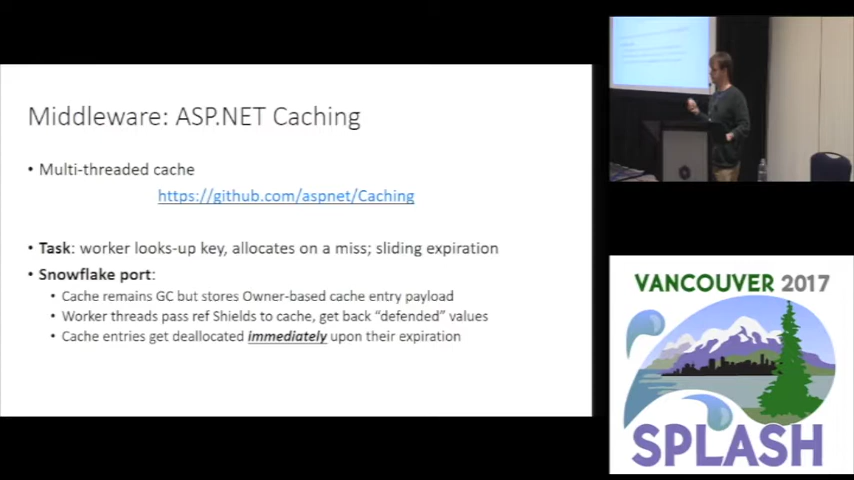 Middleware: ASP.NET Caching
• Multi-threaded cache
https://github.com/aspnet/Caching
• Task: worker looks-up key, allocates on a miss; sliding expiration
• Snowflake port:
• Cache remains GC but stores Owner-based cache entry payload
• Worker threads pass ref Shields to cache, get back “defended” values
• Cache entries get deallocated immediately upon their expiration
VANCOUVER 2017
SPLASH